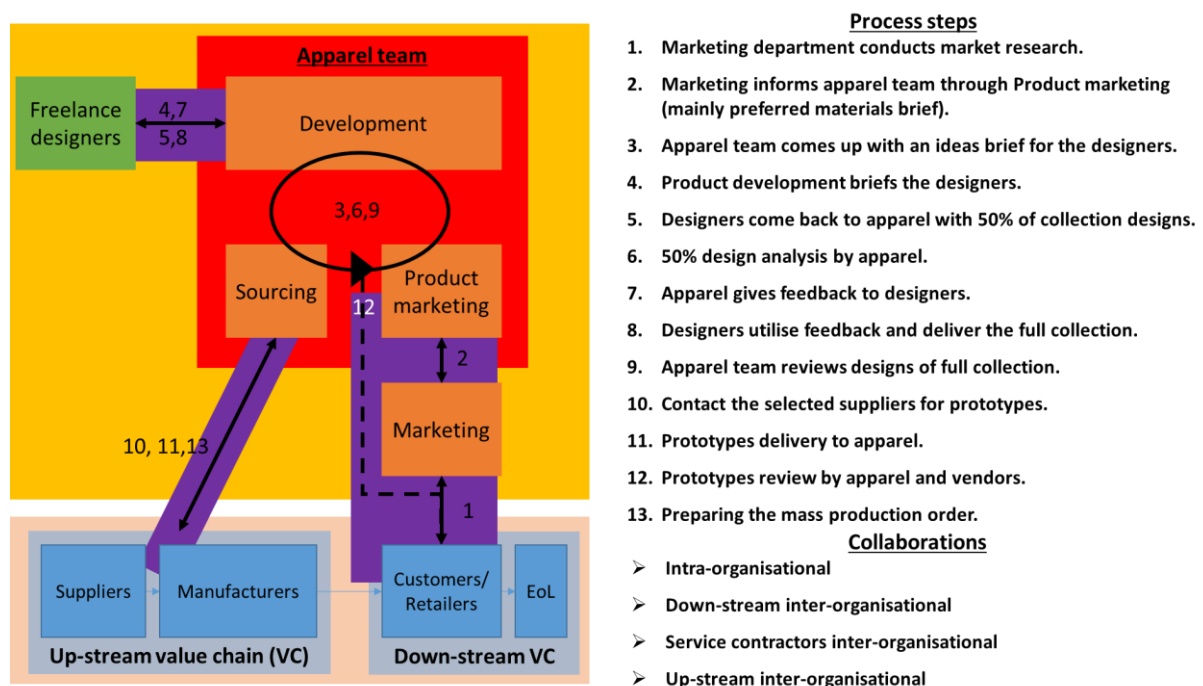 Apparel team
Freelance
designers
4,7
5,8
Development
3,6,9
Sourcing
Product
marketing
12
2
Marketing
10, 11,13
1
Suppliers
Manufacturers
Customers/
Retailers
EoL
Up-stream value chain (VC)
Down-stream VC
Process steps
1. Marketing department conducts market research.
2. Marketing informs apparel team through Product marketing
(mainly preferred materials brief).
3. Apparel team comes up with an ideas brief for the designers.
4. Product development briefs the designers.
5. Designers come back to apparel with 50% of collection designs.
6. 50% design analysis by apparel.
7. Apparel gives feedback to designers.
8. Designers utilise feedback and deliver the full collection.
9. Apparel team reviews designs of full collection.
10. Contact the selected suppliers for prototypes.
11. Prototypes delivery to apparel.
12. Prototypes review by apparel and vendors.
13. Preparing the mass production order.
Collaborations
➢ Intra-organisational
➢ Down-stream inter-organisational
➢ Service contractors inter-organisational
➢ Up-stream inter-organisational